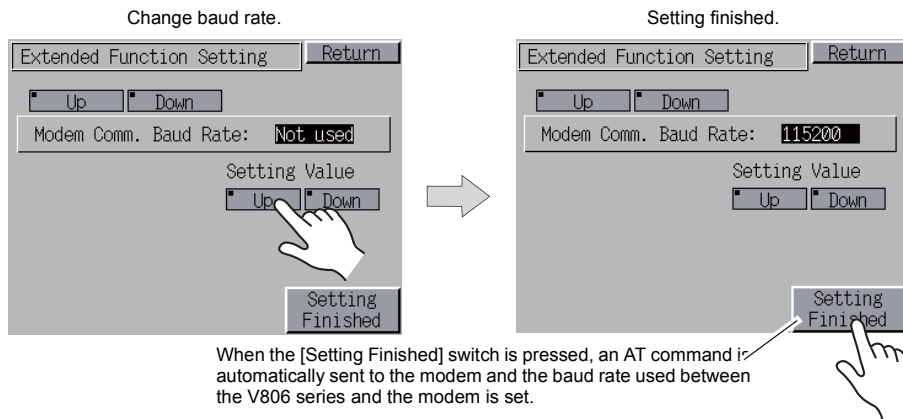 Change baud rate.
Extended Function Setting
Return
Up
Down
Modem Comm. Baud Rate: Not used
Setting Value
Up
Down
Setting
Finished
Setting finished.
Extended Function Setting
Return
Up
Down
Modem Comm. Baud Rate: 115200
Setting Value
Up
Down
Setting
Finished
When the [Setting Finished] switch is pressed, an AT command is
automatically sent to the modem and the baud rate used between
the V806 series and the modem is set.